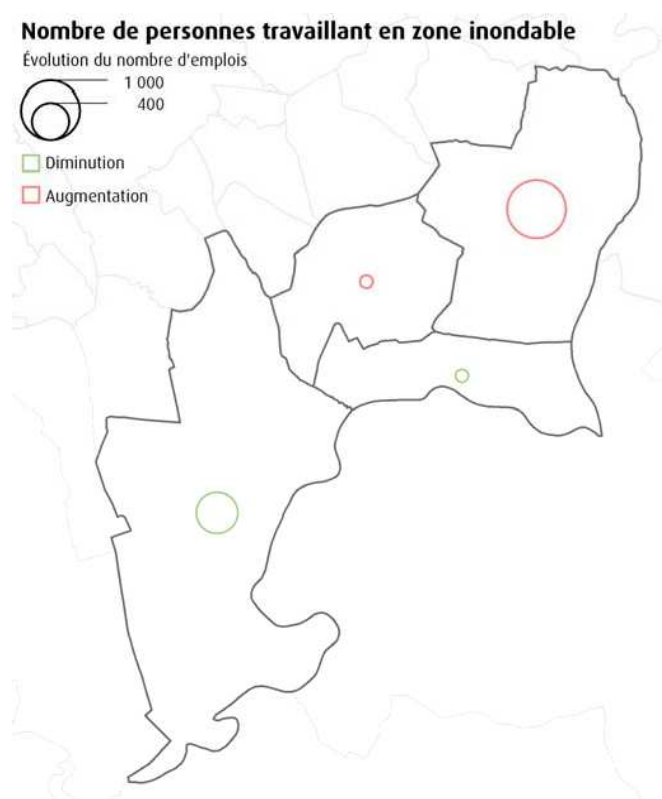 Nombre de personnes travaillant en zone inondable
Évolution du nombre d'emplois
1 000
400
Diminution
Augmentation